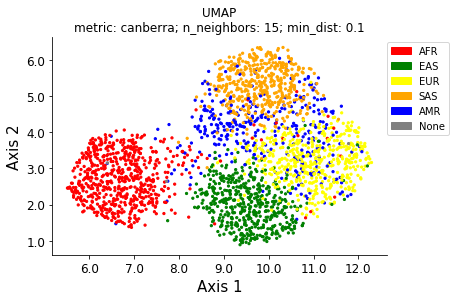 UMAP
metric: canberra; n_neighbors: 15; min_dist: 0.1
AFR
EAS
EUR
SAS
AMR
None
Axis 2
6.0
5.0
4.0
3.0
2.0
1.0
6.0 7.0 8.0 9.0 10.0 11.0 12.0
Axis 1